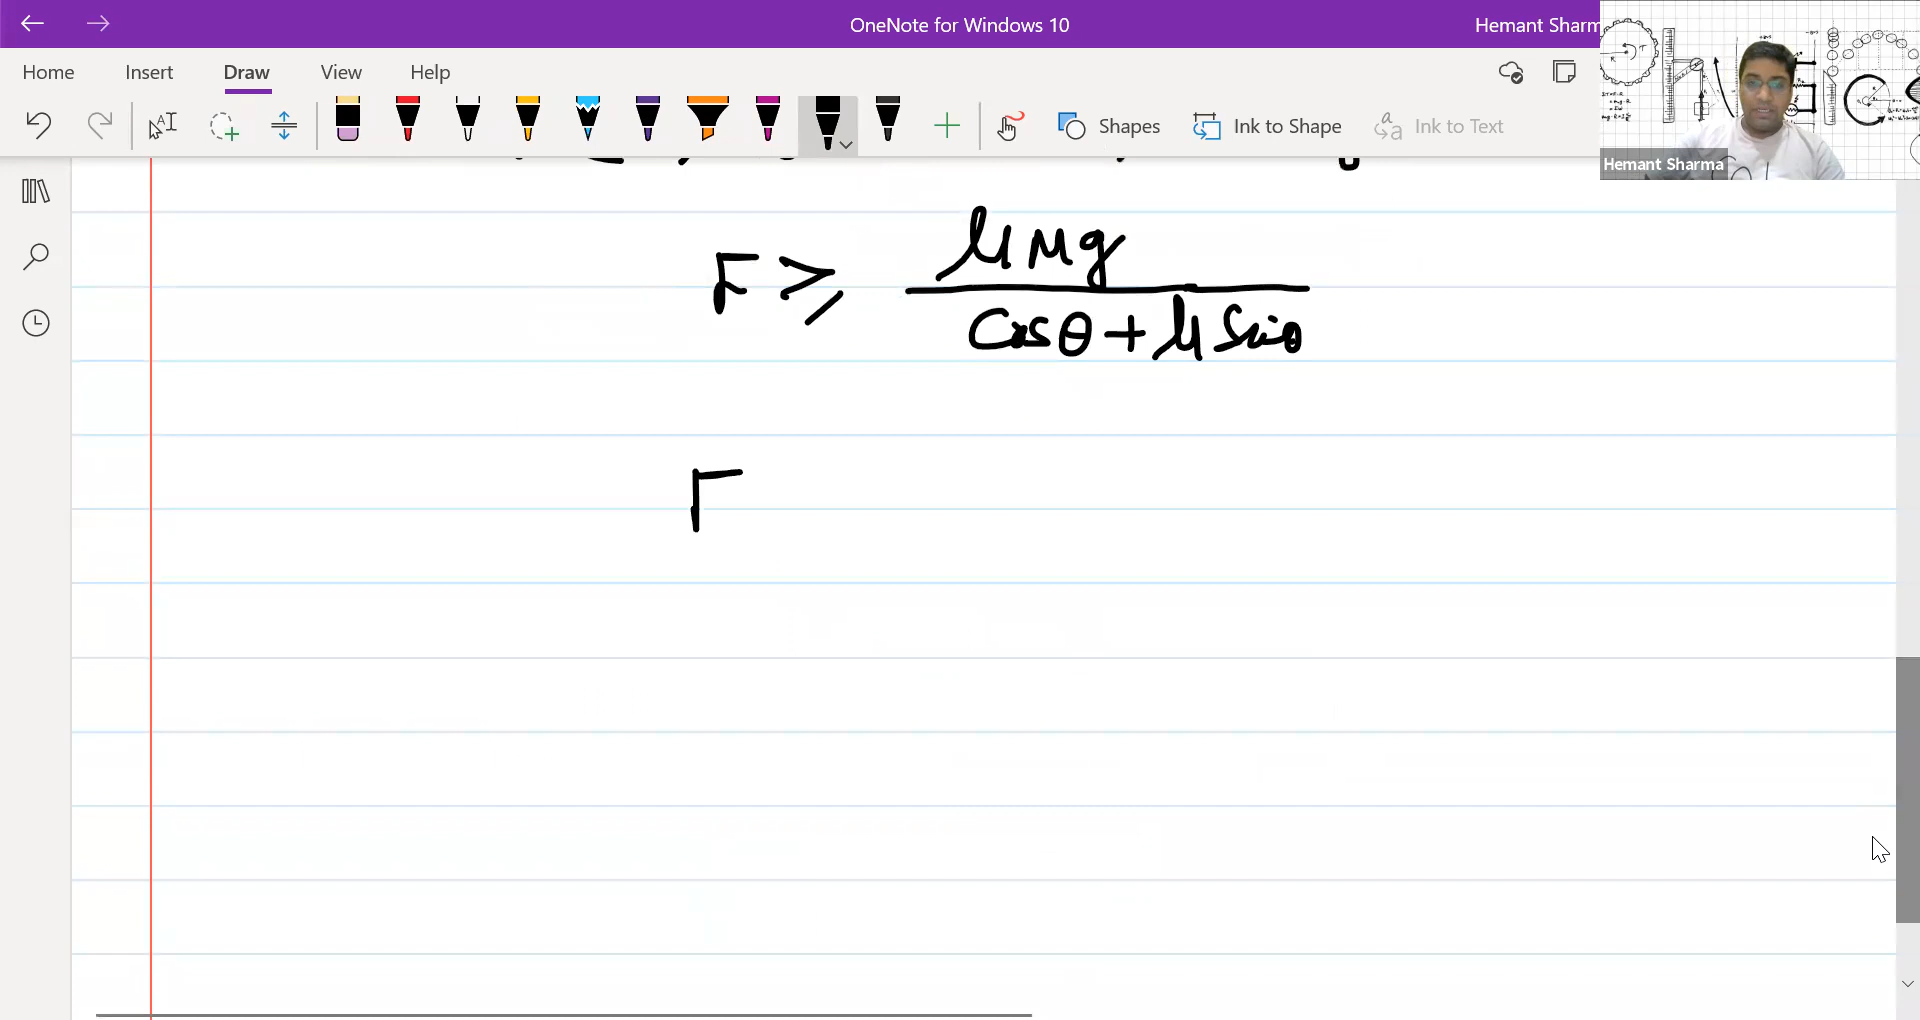 OneNote for Windows 10
Hemant Sharm
Home Insert Draw View Help
Shapes Ink to Shape Ink to Text
Hemant Sharma
F ≥ μMg / (Cosθ + μ Sinθ)
F